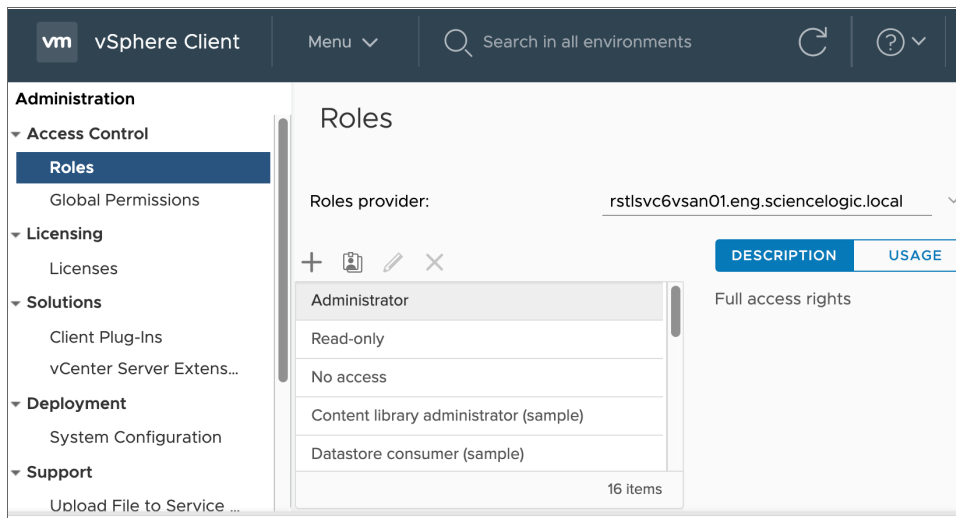 vm vSphere Client Menu Search in all environments ?
Administration
Access Control
Roles
Global Permissions
Licensing
Licenses
Solutions
Client Plug-Ins
vCenter Server Extens...
Deployment
System Configuration
Support
Upload File to Service ...
Roles
Roles provider: rstlsvc6vsan01.eng.sciencelogic.local
Administrator
Read-only
No access
Content library administrator (sample)
Datastore consumer (sample)
16 items
DESCRIPTION USAGE
Full access rights